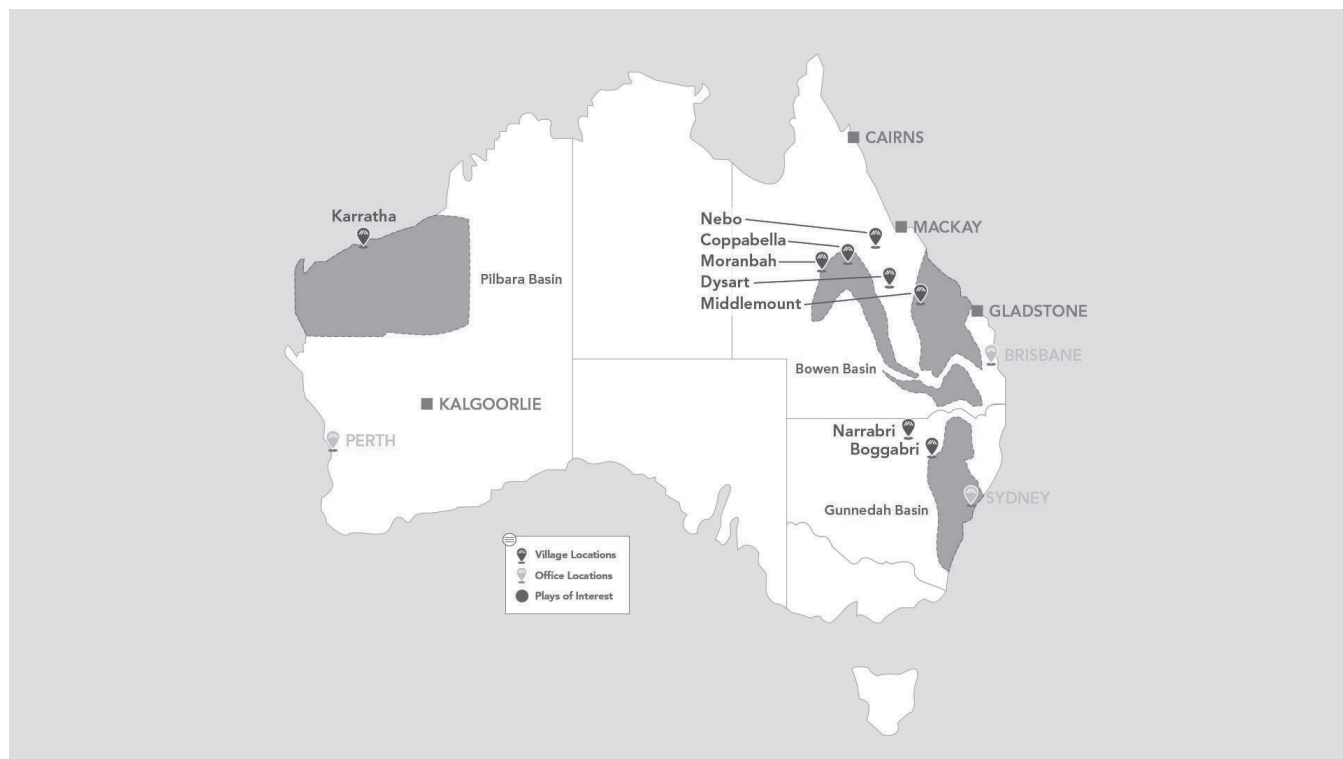 CAIRNS
Karratha
Nebo
MACKAY
Coppabella
Moranbah
Pilbara Basin
Dysart
Middlemount
GLADSTONE
BRISBANE
Bowen Basin
KALGOORLIE
Narrabri
PERTH
Boggabri
SYDNEY
Gunnedah Basin
Village Locations
Office Locations
Plays of Interest